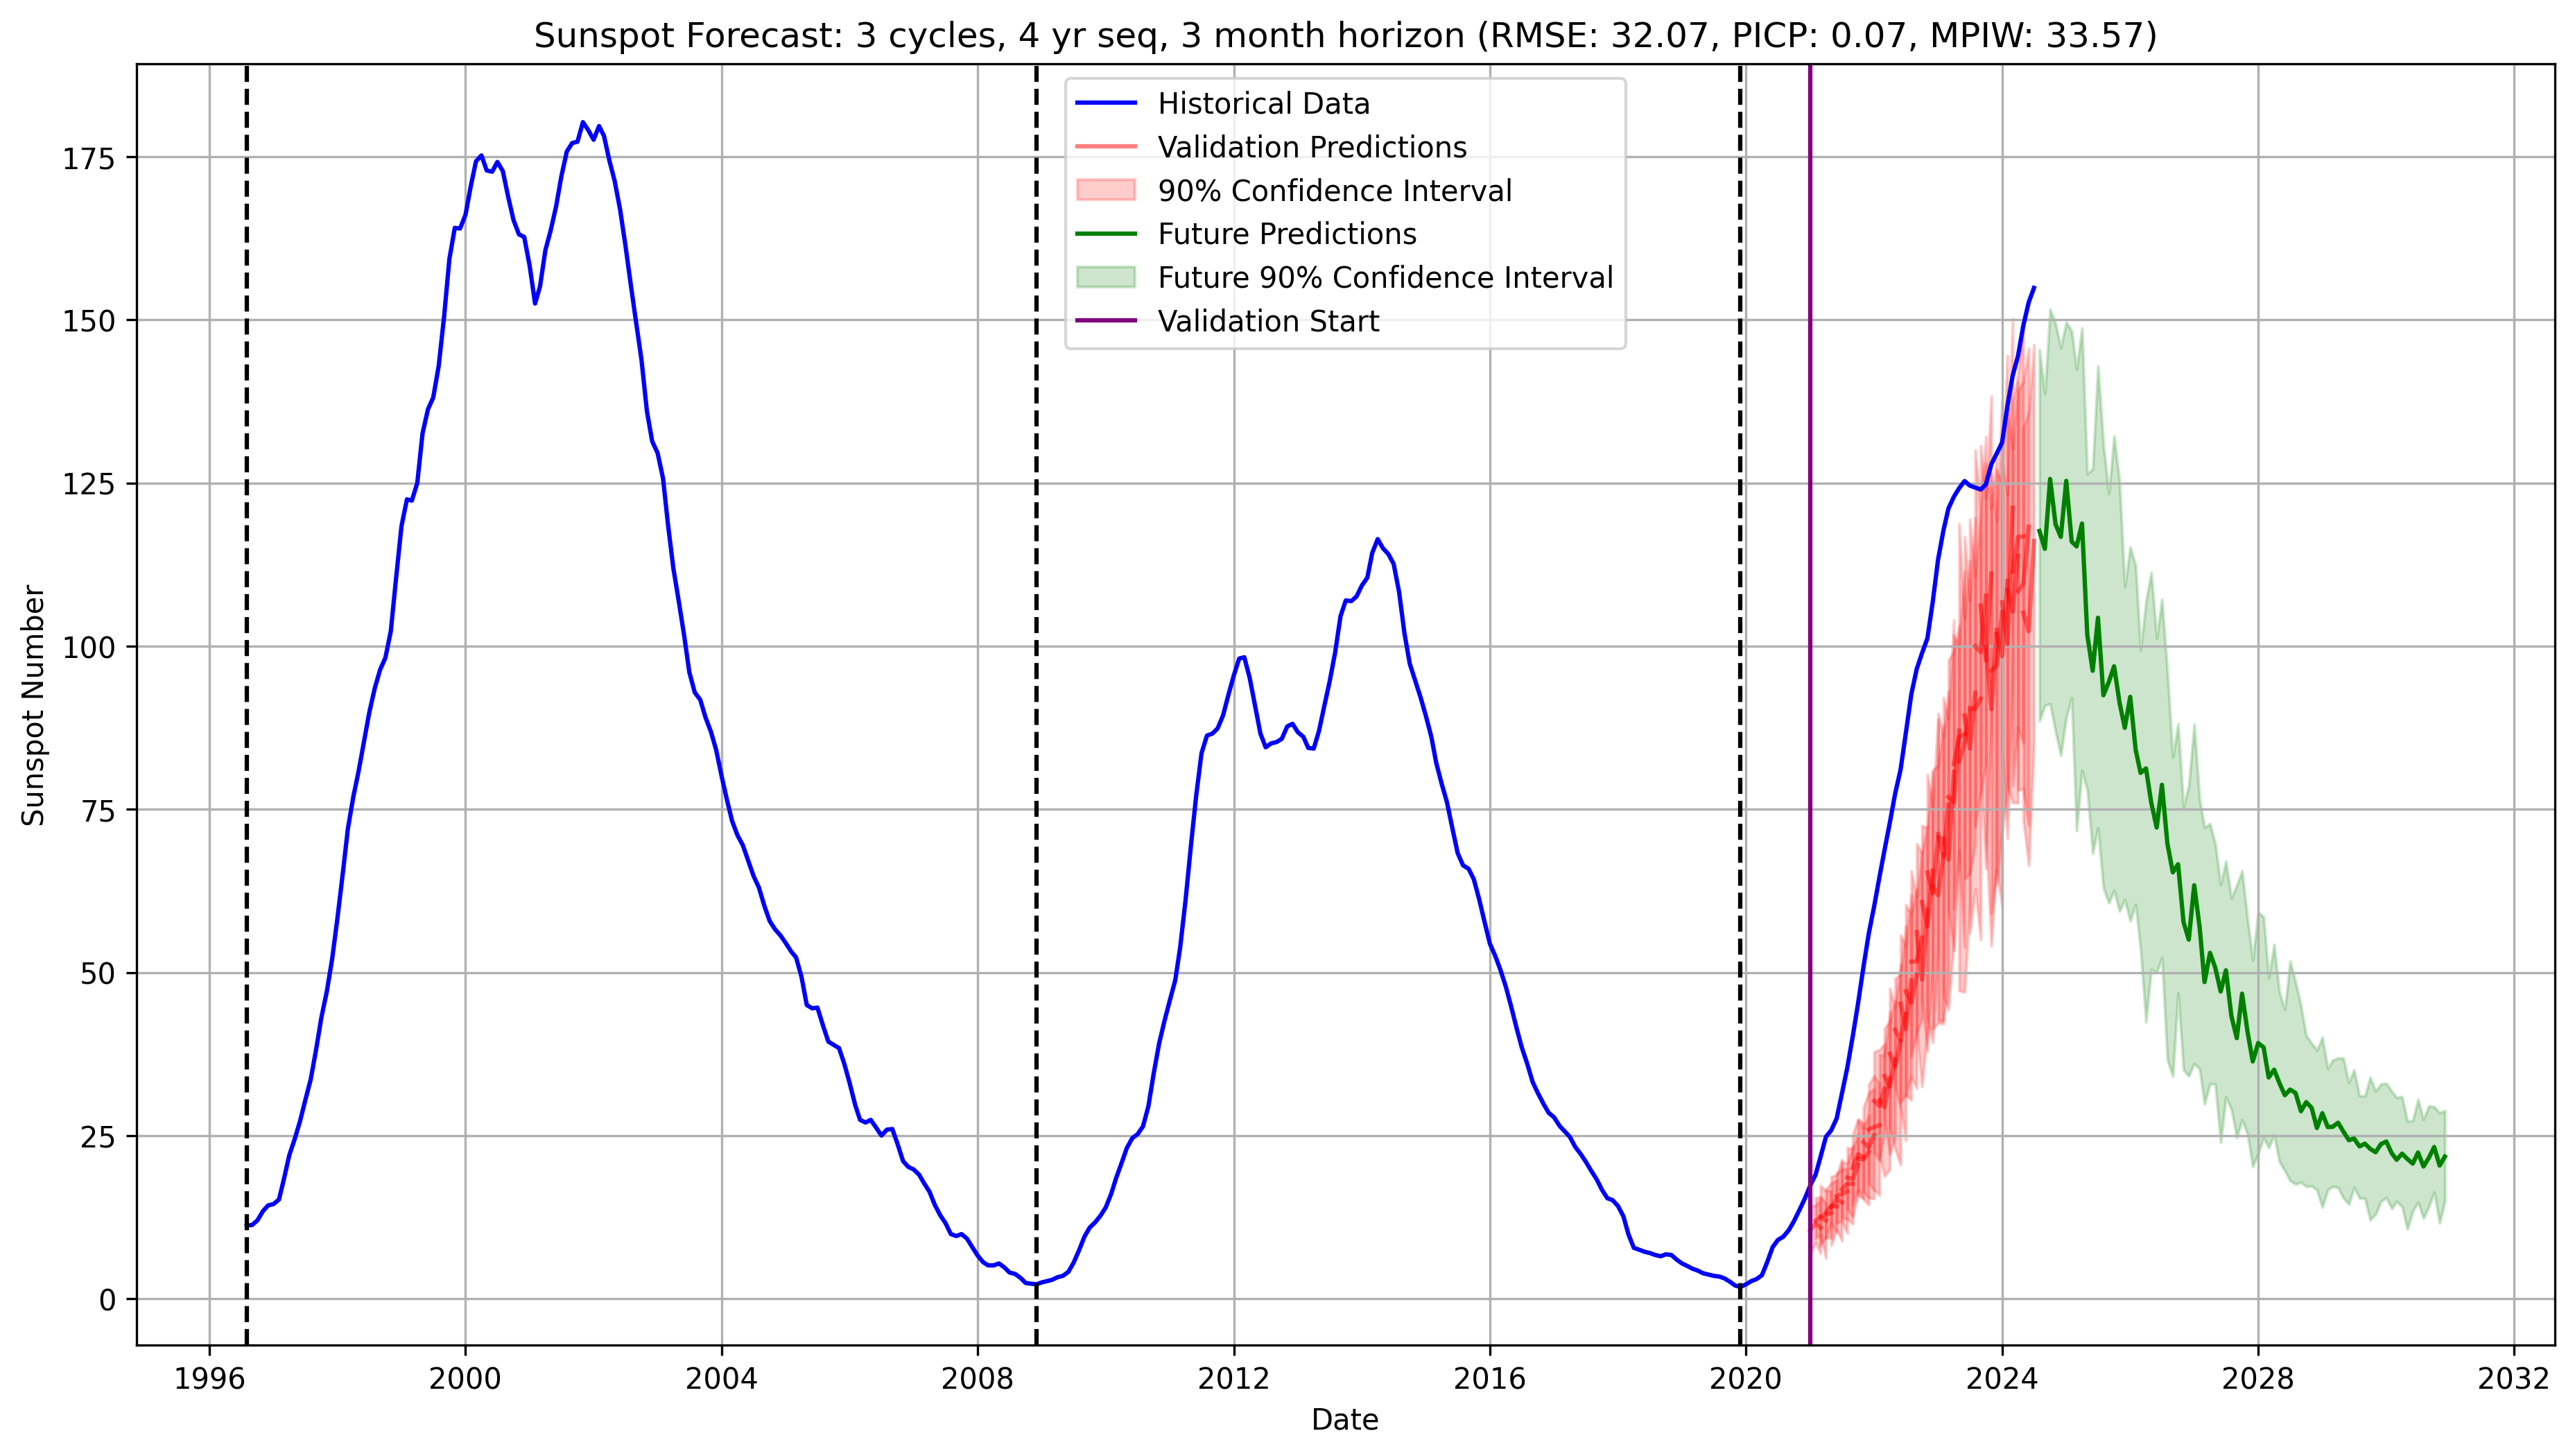 Sunspot Forecast: 3 cycles, 4 yr seq, 3 month horizon (RMSE: 32.07, PICP: 0.07, MPIW: 33.57)
Historical Data
Validation Predictions
90% Confidence Interval
Future Predictions
Future 90% Confidence Interval
Validation Start
Sunspot Number
175
150
125
100
75
50
25
0
1996 2000 2004 2008 2012 2016 2020 2024 2028 2032
Date